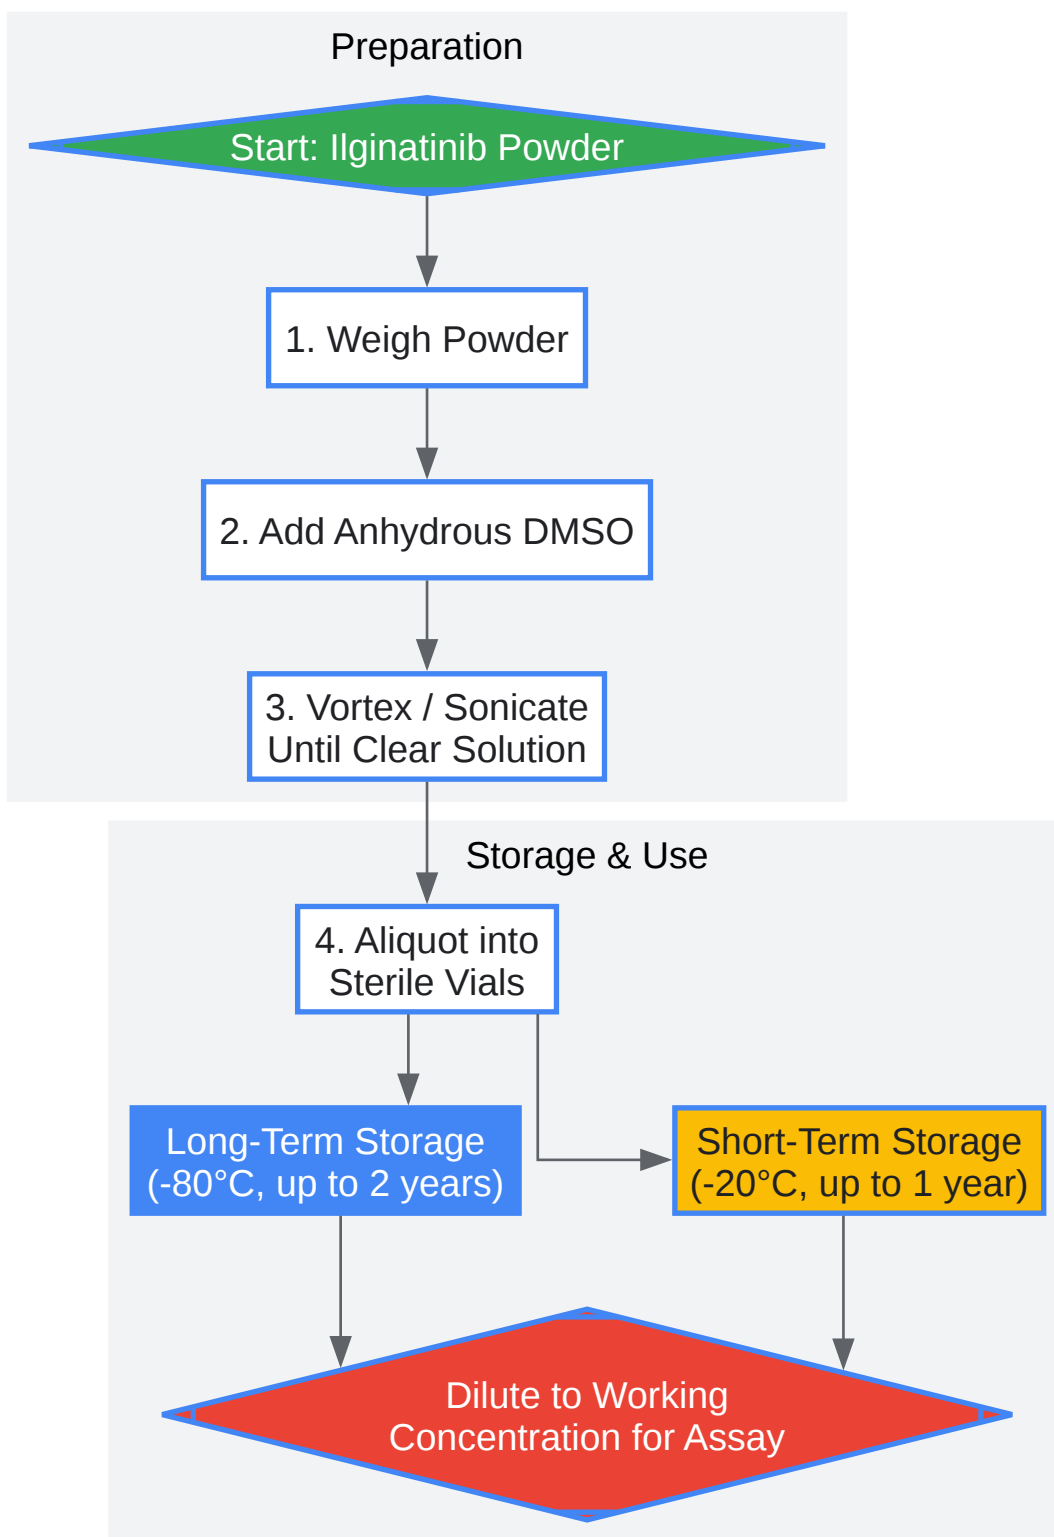 Preparation
Start: Ilginatinib Powder
1. Weigh Powder
2. Add Anhydrous DMSO
3. Vortex / Sonicate
Until Clear Solution
Storage & Use
4. Aliquot into
Sterile Vials
Long-Term Storage
(-80°C, up to 2 years)
Short-Term Storage
(-20°C, up to 1 year)
Dilute to Working
Concentration for Assay